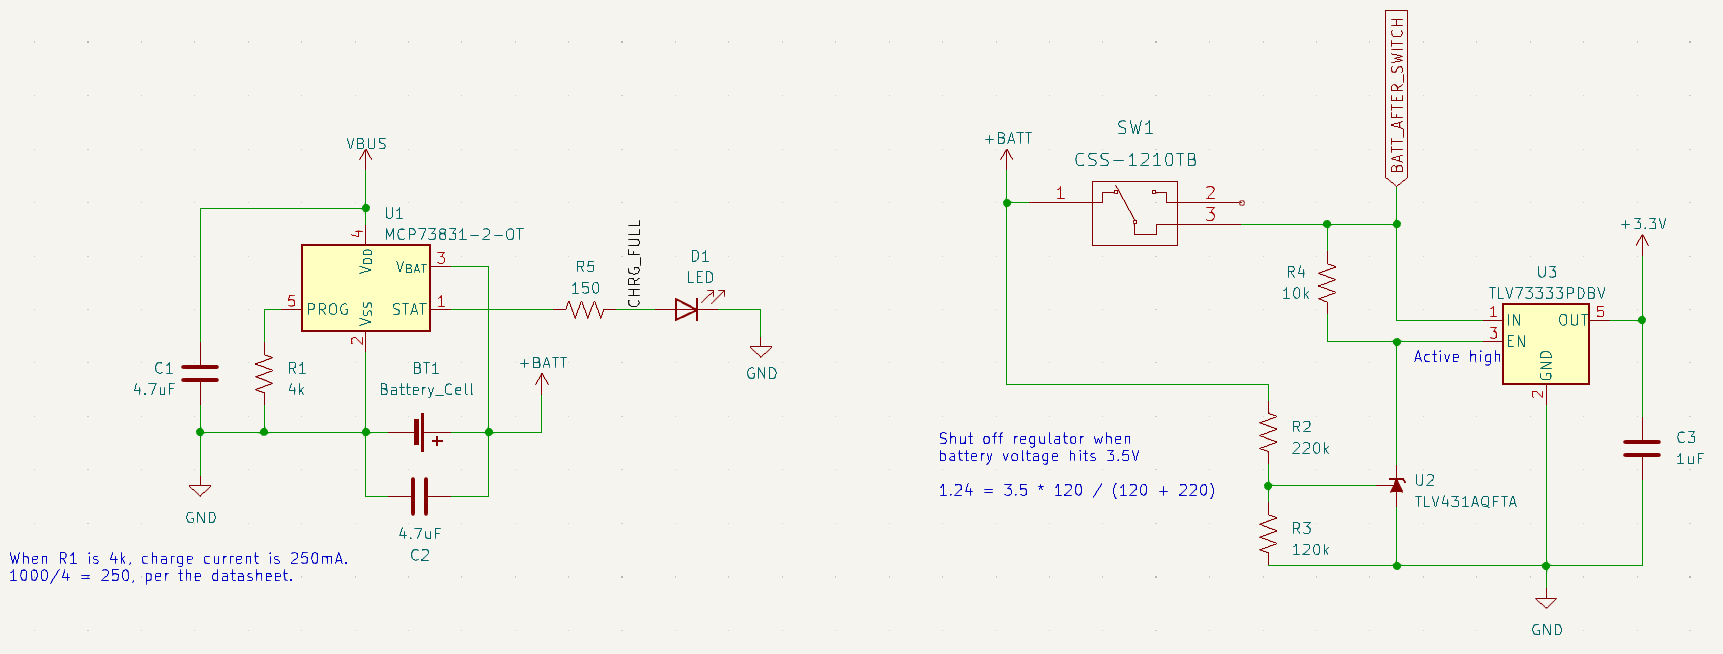 VBUS
U1
MCP73831-2-OT
4
VDD
VBAT
3
5
PROG
STAT
1
VSS
2
R5
150
CHRG_FULL
D1
LED
GND
C1
4.7uF
R1
4k
BT1
Battery_Cell
+
+BATT
4.7uF
C2
GND
When R1 is 4k, charge current is 250mA.
1000/4 = 250, per the datasheet.
+BATT
SW1
CSS-1210TB
1
2
3
BATT_AFTER_SWITCH
R4
10k
U3
TLV73333PDBV
1
IN
OUT
5
3
EN
Active high
GND
2
+3.3V
C3
1uF
R2
220k
R3
120k
U2
TLV431AQFTA
GND
Shut off regulator when
battery voltage hits 3.5V
1.24 = 3.5 * 120 / (120 + 220)